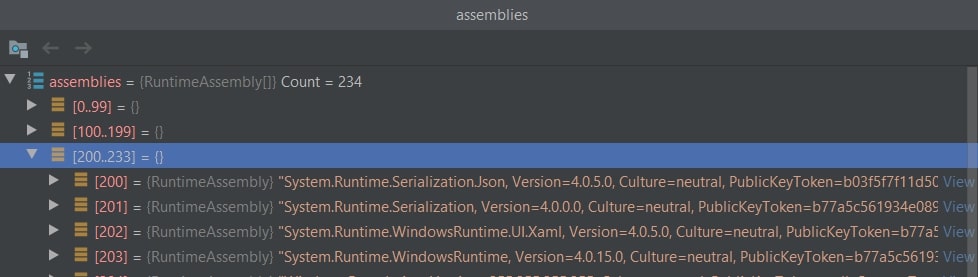 assemblies
assemblies = {RuntimeAssembly[]} Count = 234
[0..99] = {}
[100..199] = {}
[200..233] = {}
[200] = {RuntimeAssembly} "System.Runtime.SerializationJson, Version=4.0.5.0, Culture=neutral, PublicKeyToken=b03f5f7f11d50 View
[201] = {RuntimeAssembly} "System.Runtime.Serialization, Version=4.0.0.0, Culture=neutral, PublicKeyToken=b77a5c561934e089 View
[202] = {RuntimeAssembly} "System.Runtime.WindowsRuntime.UI.Xaml, Version=4.0.5.0, Culture=neutral, PublicKeyToken=b77a5 View
[203] = {RuntimeAssembly} "System.Runtime.WindowsRuntime, Version=4.0.15.0, Culture=neutral, PublicKeyToken=b77a5c56193 View